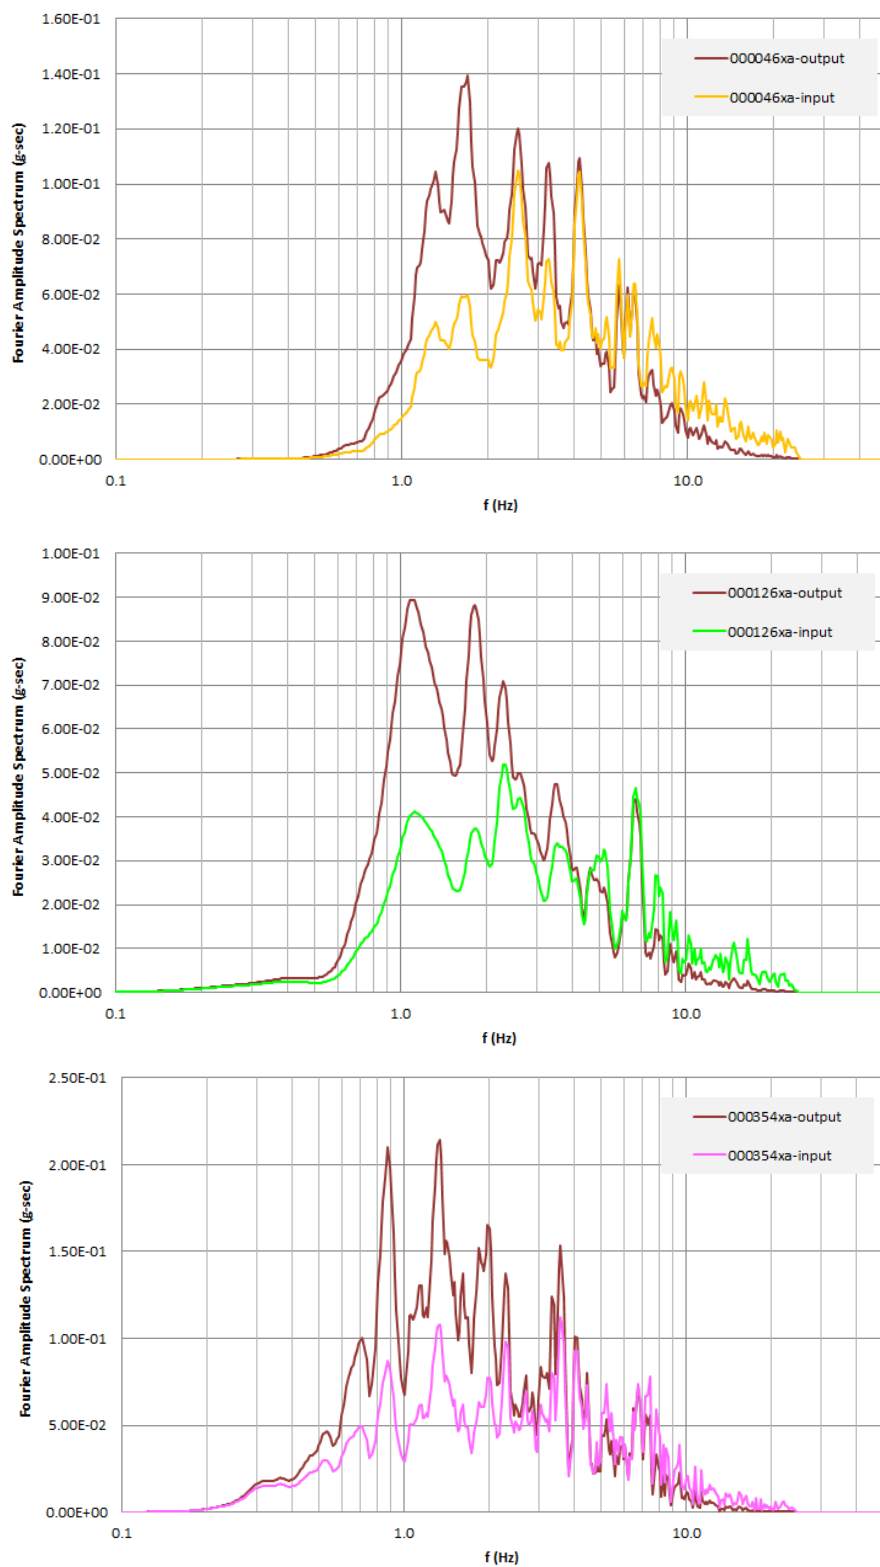 1.60E-01
1.40E-01
1.20E-01
1.00E-01
8.00E-02
6.00E-02
4.00E-02
2.00E-02
0.00E+00
Fourier Amplitude Spectrum (g-sec)
000046xa-output
000046xa-input
0.1
1.0
10.0
f (Hz)
1.00E-01
9.00E-02
8.00E-02
7.00E-02
6.00E-02
5.00E-02
4.00E-02
3.00E-02
2.00E-02
1.00E-02
0.00E+00
Fourier Amplitude Spectrum (g-sec)
000126xa-output
000126xa-input
0.1
1.0
10.0
f (Hz)
2.50E-01
2.00E-01
1.50E-01
1.00E-01
5.00E-02
0.00E+00
Fourier Amplitude Spectrum (g-sec)
000354xa-output
000354xa-input
0.1
1.0
10.0
f (Hz)